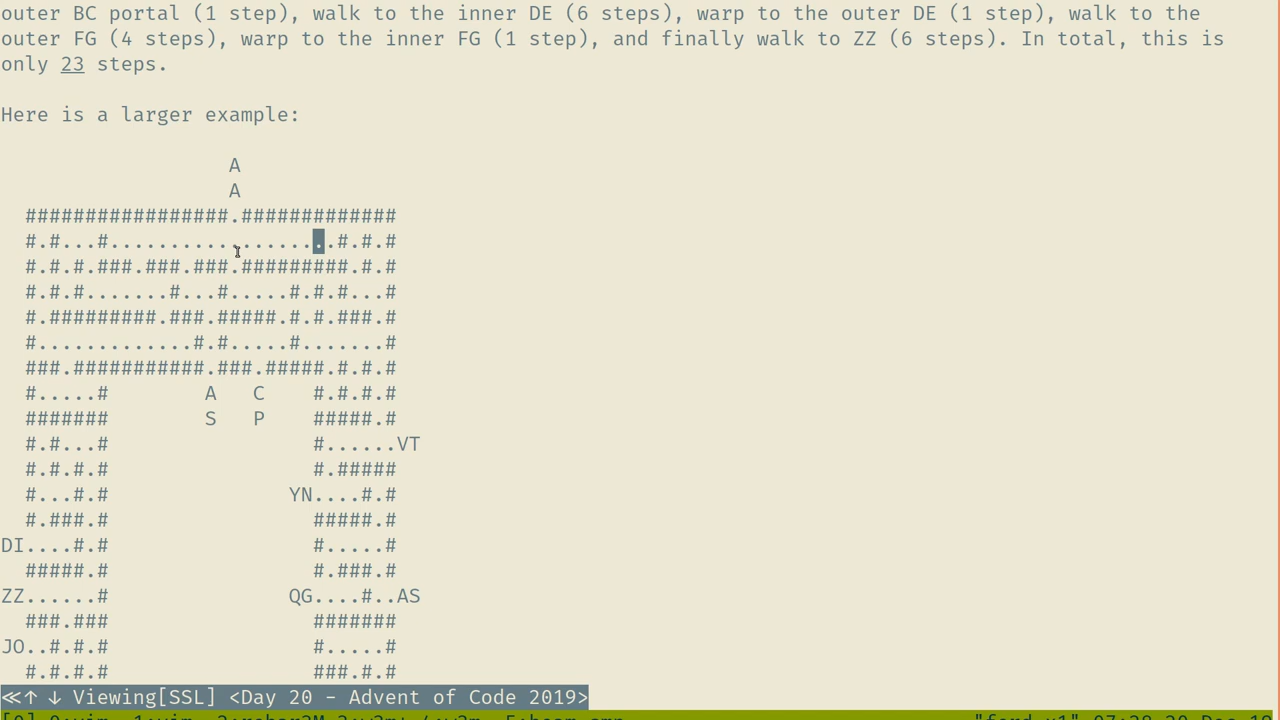 outer BC portal (1 step), walk to the inner DE (6 steps), warp to the outer DE (1 step), walk to the
outer FG (4 steps), warp to the inner FG (1 step), and finally walk to ZZ (6 steps). In total, this is
only 23 steps.
Here is a larger example:
                   A
                   A
  #################.#############
  #.#...#...................#.#.#
  #.#.#.###.###.###.#########.#.#
  #.#.#.......#...#.....#.#.#...#
  #.#########.###.#####.#.#.###.#
  #.............#.#.....#.......#
  ###.###########.###.#####.#.#.#
  #.....#        A   C    #.#.#.#
  #######        S   P    #####.#
  #.#...#                 #......VT
  #.#.#.#                 #.#####
  #...#.#               YN....#.#
  #.###.#                 #####.#
DI....#.#                 #.....#
  #####.#                 #.###.#
ZZ......#               QG....#..AS
  ###.###                 #######
JO..#.#.#                 #.....#
  #.#.#.#                 ###.#.#
≪↑ ↓ Viewing[SSL] <Day 20 - Advent of Code 2019>